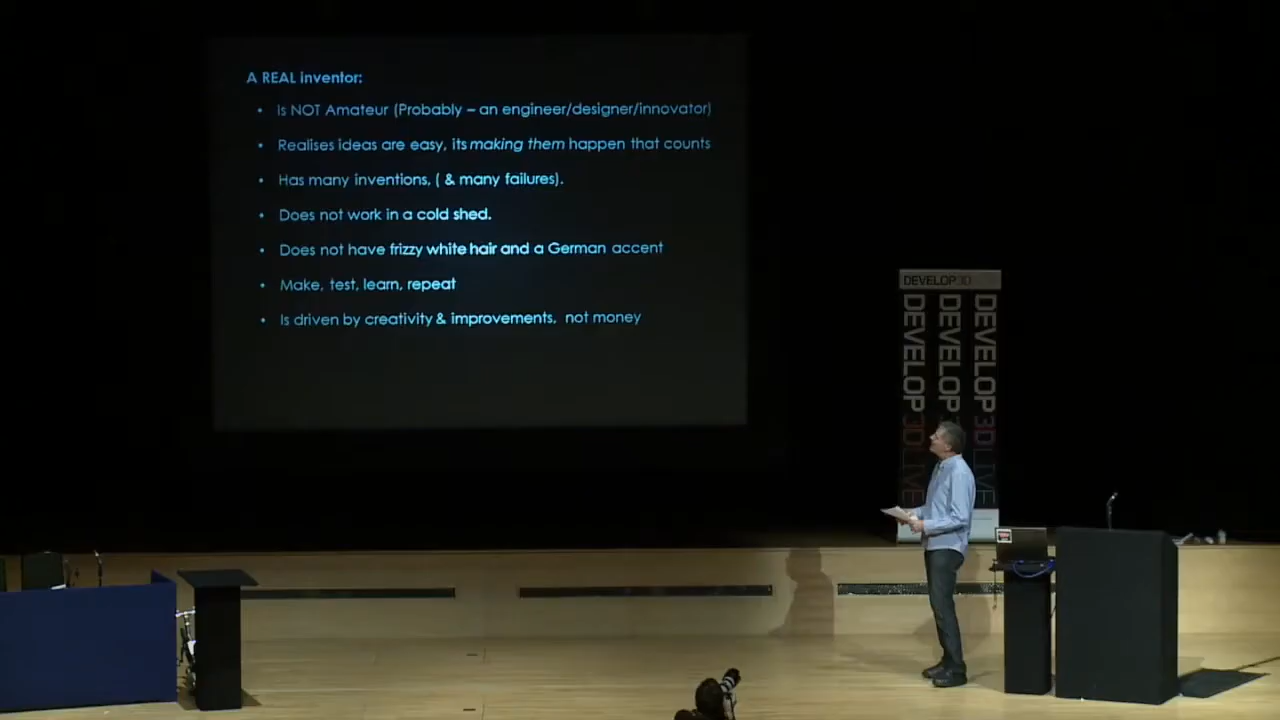 A REAL inventor:
• Is NOT Amateur (Probably – an engineer/designer/innovator)
• Realises ideas are easy, its making them happen that counts
• Has many inventions, ( & many failures).
• Does not work in a cold shed.
• Does not have frizzy white hair and a German accent
• Make, test, learn, repeat
• Is driven by creativity & improvements,  not money
DEVELOP3D
DEVELOP3DLIVE
DEVELOP3DLIVE
DEVELOP3DLIVE